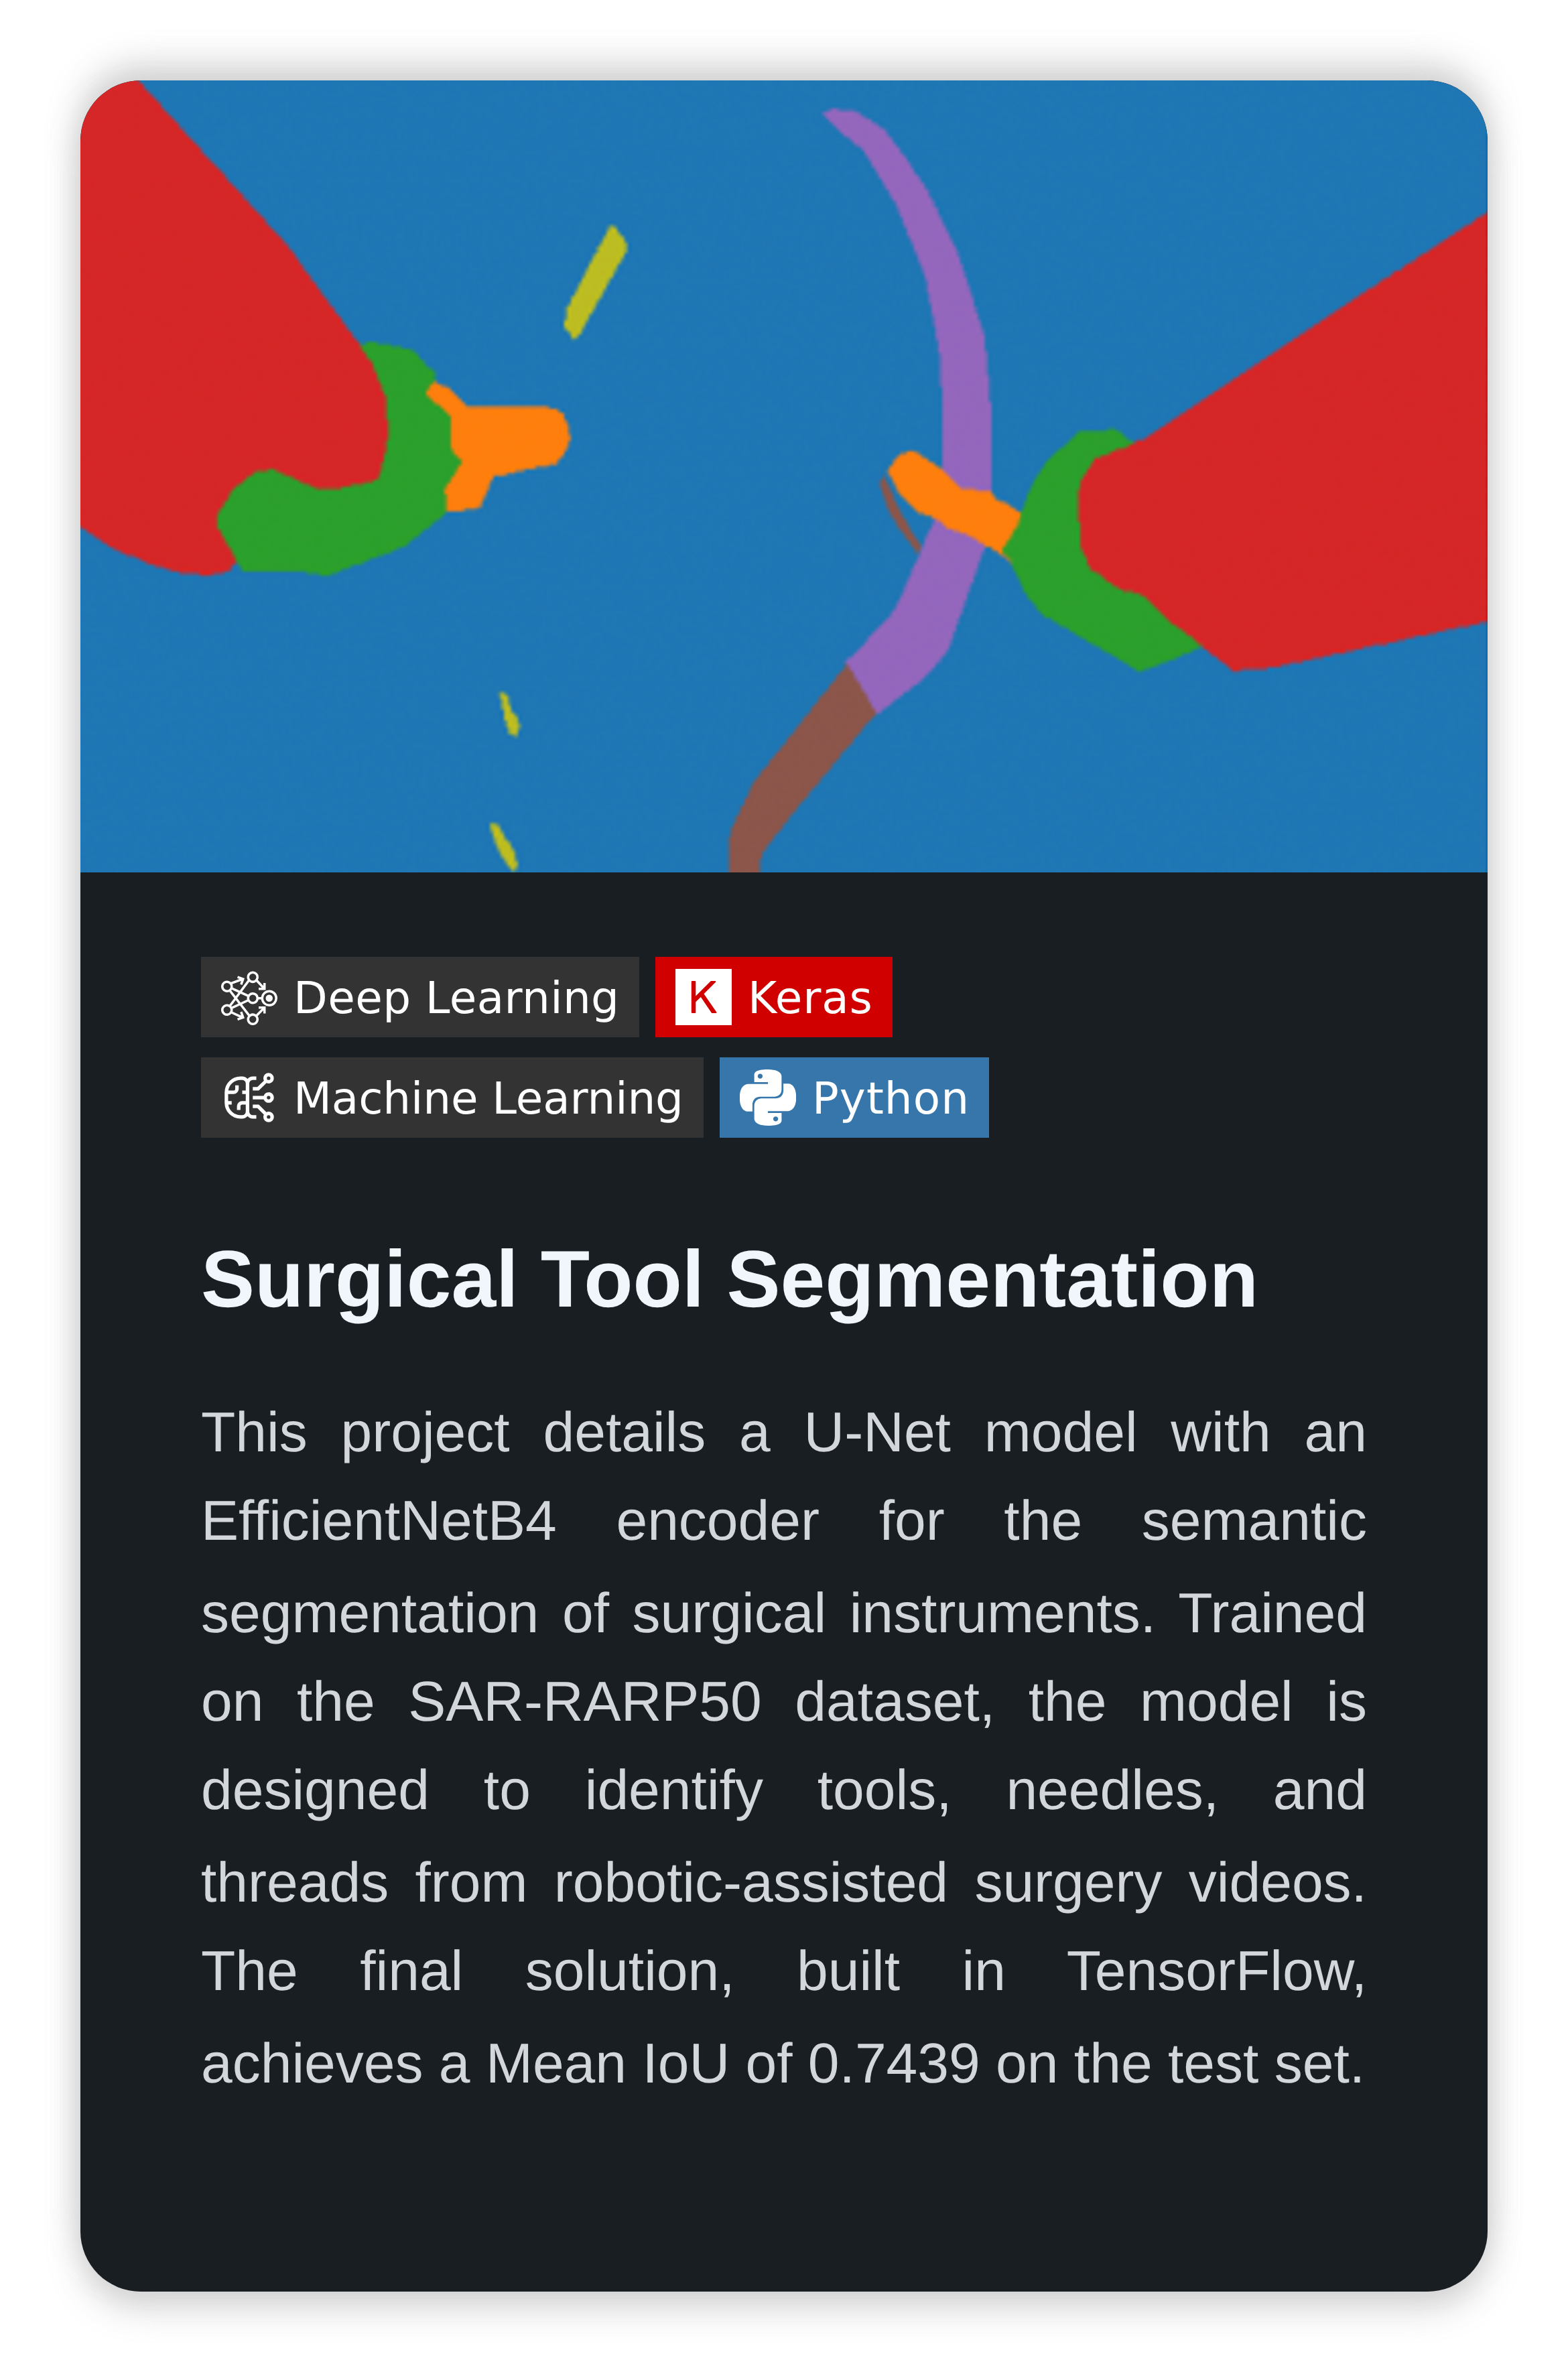 Deep Learning
K Keras
Machine Learning
Python
Surgical Tool Segmentation
This project details a U-Net model with an
EfficientNetB4 encoder for the semantic
segmentation of surgical instruments. Trained
on the SAR-RARP50 dataset, the model is
designed to identify tools, needles, and
threads from robotic-assisted surgery videos.
The final solution, built in TensorFlow,
achieves a Mean IoU of 0.7439 on the test set.